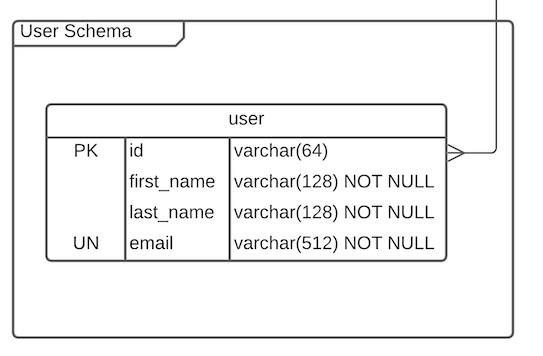 User Schema
user
PK id varchar(64)
first_name varchar(128) NOT NULL
last_name varchar(128) NOT NULL
UN email varchar(512) NOT NULL